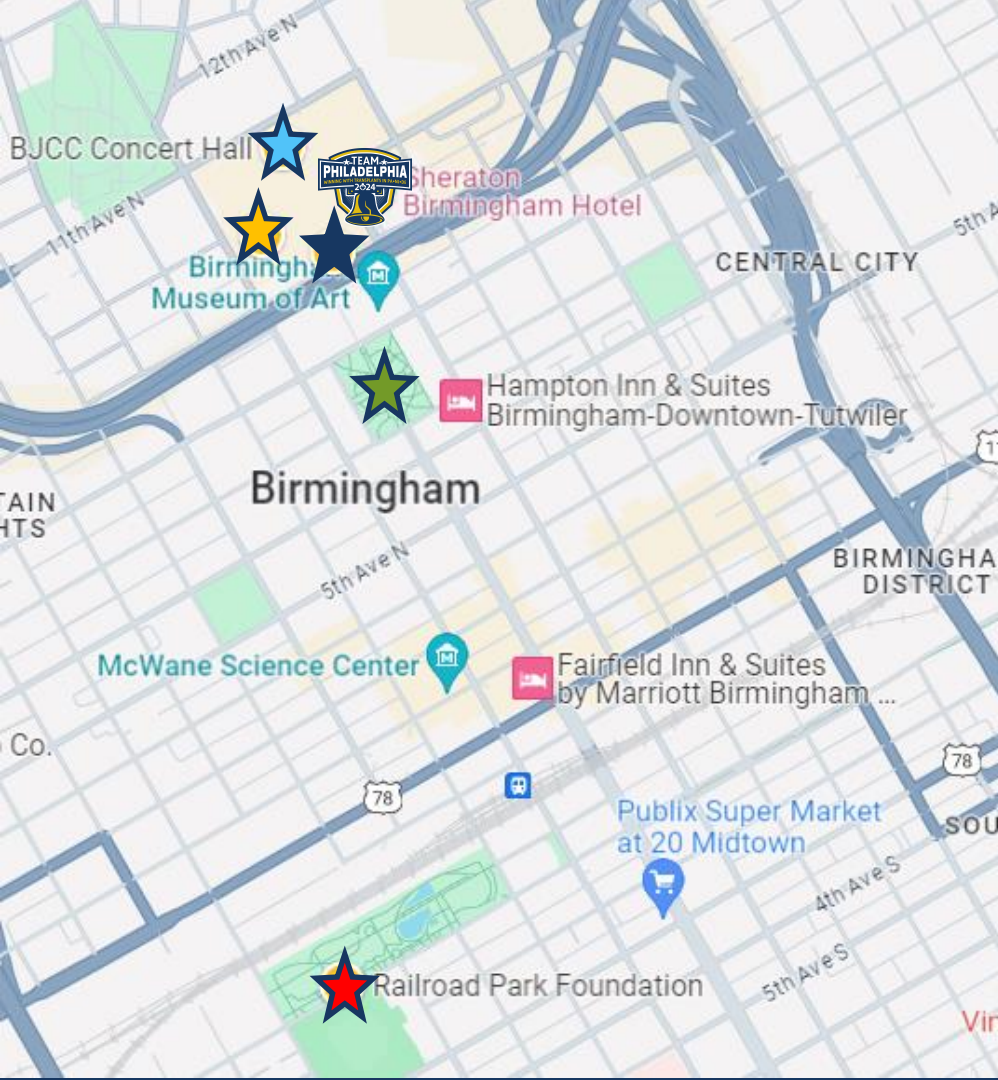 12th Ave N
BJCC Concert Hall
TEAM
PHILADELPHIA
2024
Sheraton
Birmingham Hotel
11th Ave N
5th A
CENTRAL CITY
Birmingha
Museum of Art
Hampton Inn & Suites
Birmingham-Downtown-Tutwiler
1
Birmingham
TAIN
HTS
5th Ave N
BIRMINGHA
DISTRICT
McWane Science Center
Fairfield Inn & Suites
by Marriott Birmingham ...
Co.
78
78
Publix Super Market
at 20 Midtown
SOU
4th Ave S
5th Ave S
Railroad Park Foundation
Vir